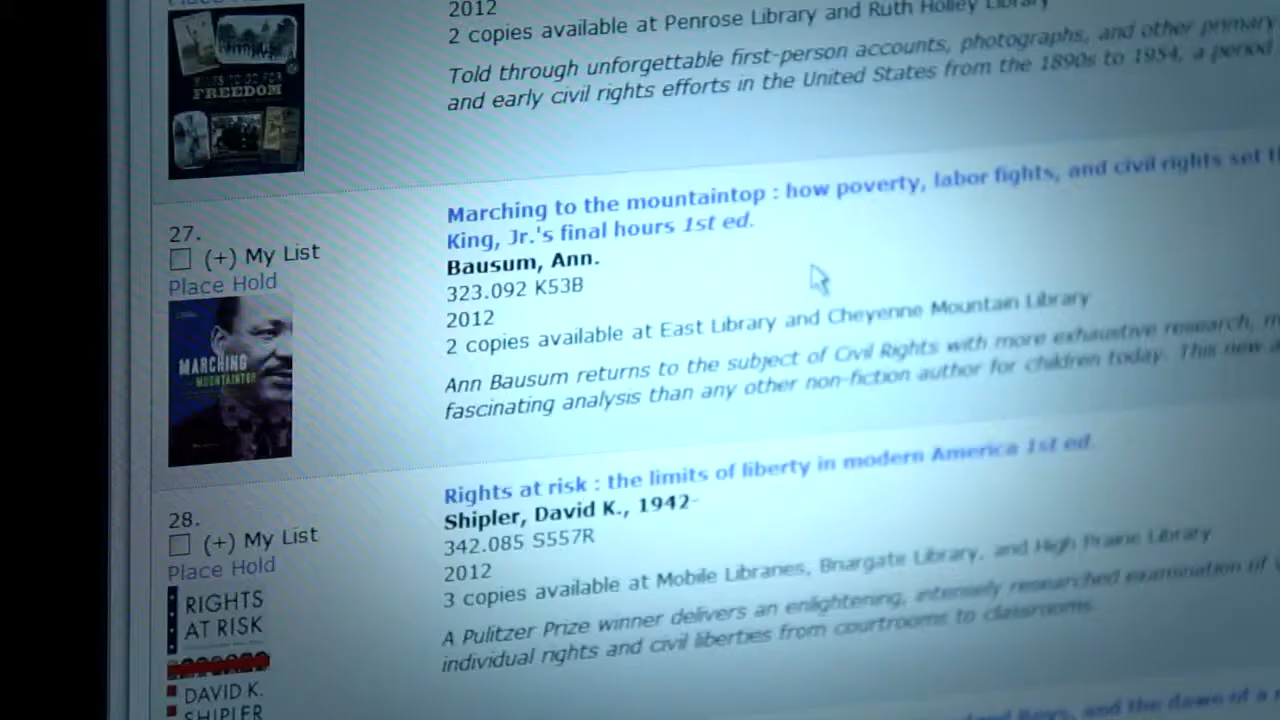 2012
2 copies available at Penrose Library and Ruth Holley Library
Told through unforgettable first-person accounts, photographs, and other primary
and early civil rights efforts in the United States from the 1890s to 1954, a period
FREEDOM
27.
(+) My List
Place Hold
Marching to the mountaintop : how poverty, labor fights, and civil rights set
King, Jr.'s final hours 1st ed.
Bausum, Ann.
323.092 K53B
2012
2 copies available at East Library and Cheyenne Mountain Library
Ann Bausum returns to the subject of Civil Rights with more exhaustive research,
fascinating analysis than any other non-fiction author for children today. This new
MARCHING
MOUNTAINTOP
28.
(+) My List
Place Hold
Rights at risk : the limits of liberty in modern America 1st ed.
Shipler, David K., 1942-
342.085 S557R
2012
3 copies available at Mobile Libraries, Briargate Library, and High Prairie Library
A Pulitzer Prize winner delivers an enlightening, intensely researched examination of
individual rights and civil liberties from courtrooms to classrooms.
RIGHTS
AT RISK
DAVID K.
SHIPLER
and the dawn of a